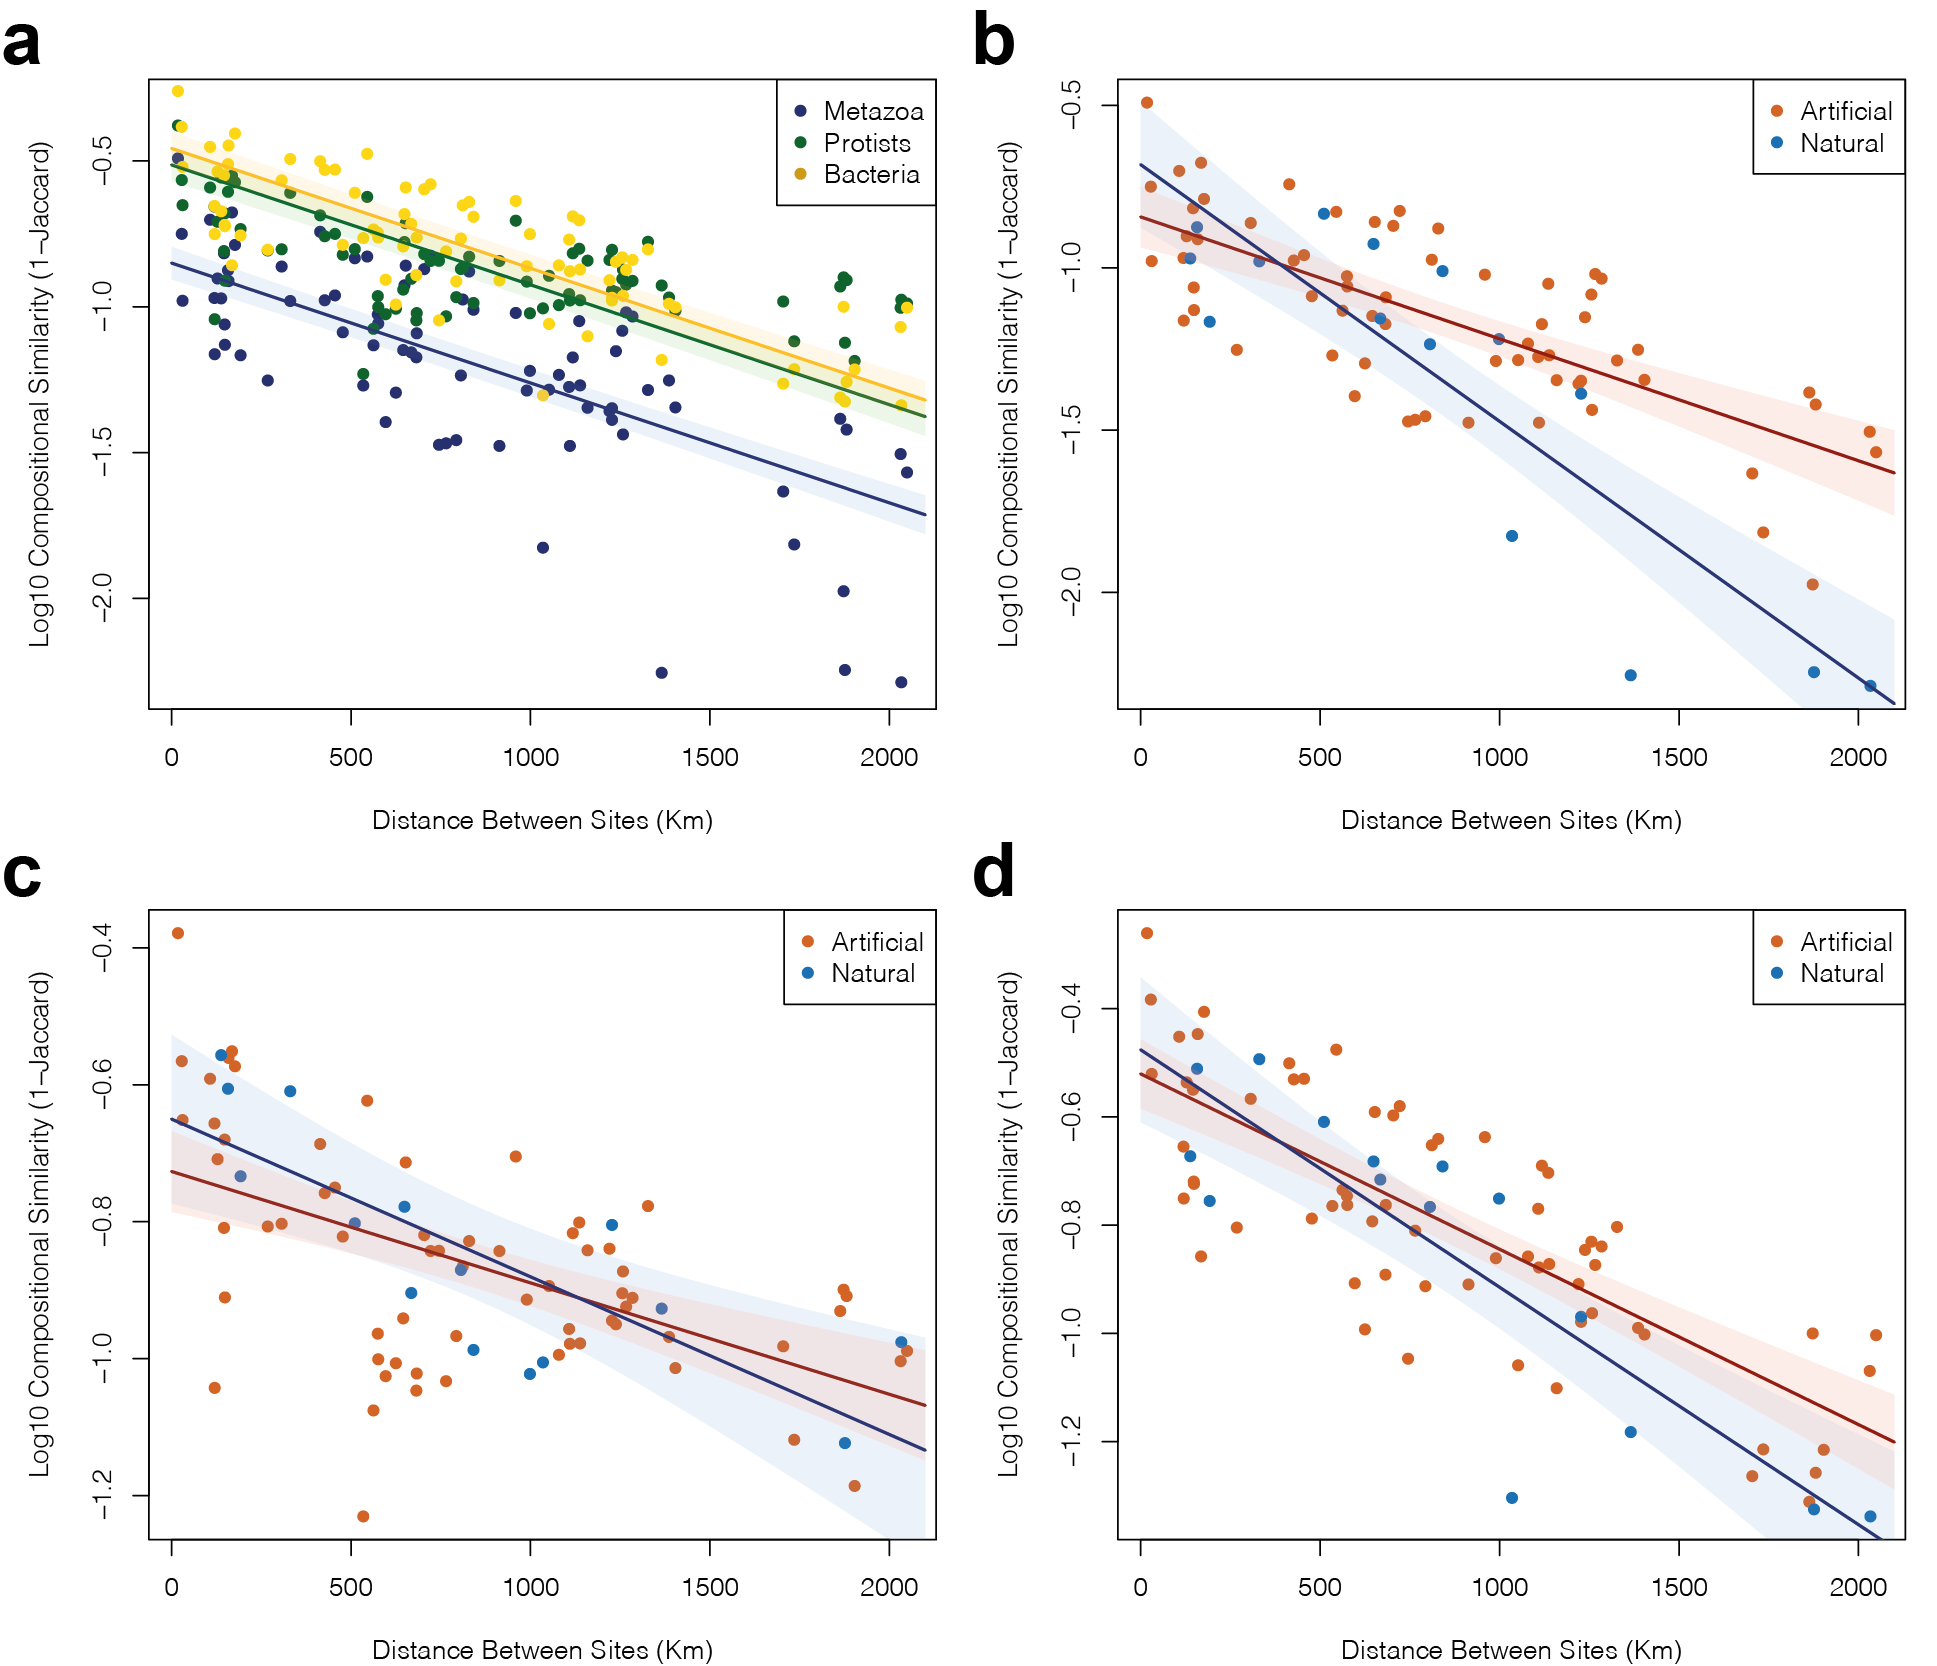 a
Log10 Compositional Similarity (1−Jaccard)
−0.5
−1.0
−1.5
−2.0
Metazoa
Protists
Bacteria
0 500 1000 1500 2000
Distance Between Sites (Km)
b
Log10 Compositional Similarity (1−Jaccard)
−0.5
−1.0
−1.5
−2.0
Artificial
Natural
0 500 1000 1500 2000
Distance Between Sites (Km)
c
Log10 Compositional Similarity (1−Jaccard)
−0.4
−0.6
−0.8
−1.0
−1.2
Artificial
Natural
0 500 1000 1500 2000
Distance Between Sites (Km)
d
Log10 Compositional Similarity (1−Jaccard)
−0.4
−0.6
−0.8
−1.0
−1.2
Artificial
Natural
0 500 1000 1500 2000
Distance Between Sites (Km)